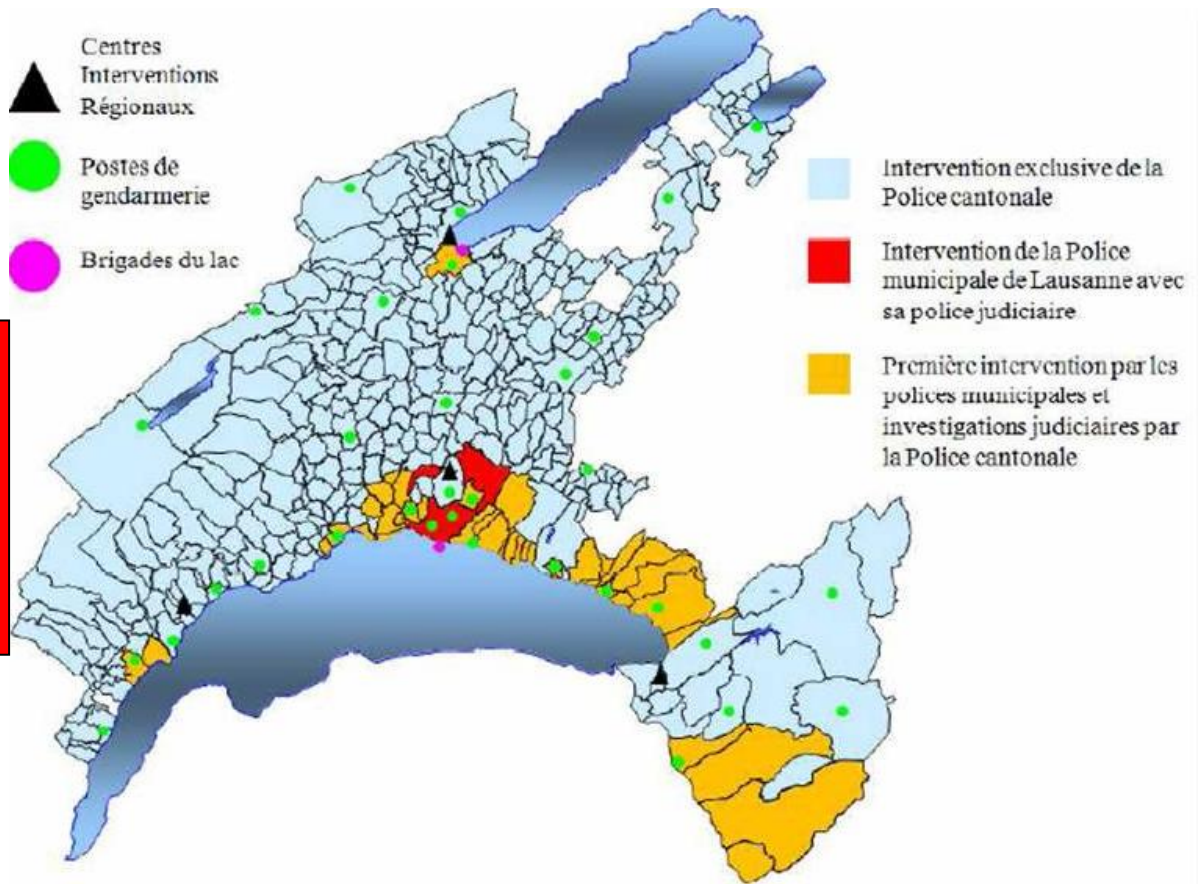 Centres
Interventions
Régionaux
Postes de
gendarmerie
Brigades du lac
Intervention exclusive de la
Police cantonale
Intervention de la Police
municipale de Lausanne avec
sa police judiciaire
Première intervention par les
polices municipales et
investigations judiciaires par
la Police cantonale